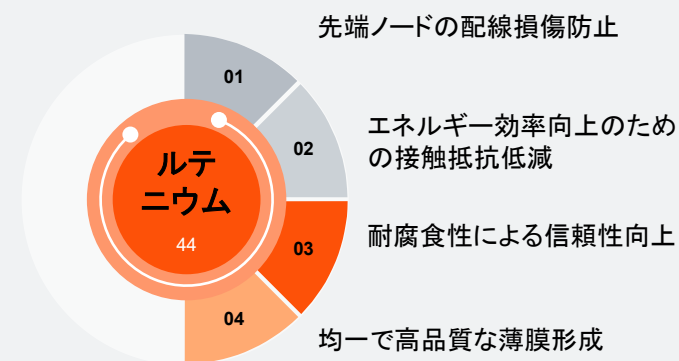 先端ノードの配線損傷防止
01
エネルギー効率向上のため
の接触抵抗低減
02
ルテ
ニウム
44
耐腐食性による信頼性向上
03
04
均一で高品質な薄膜形成